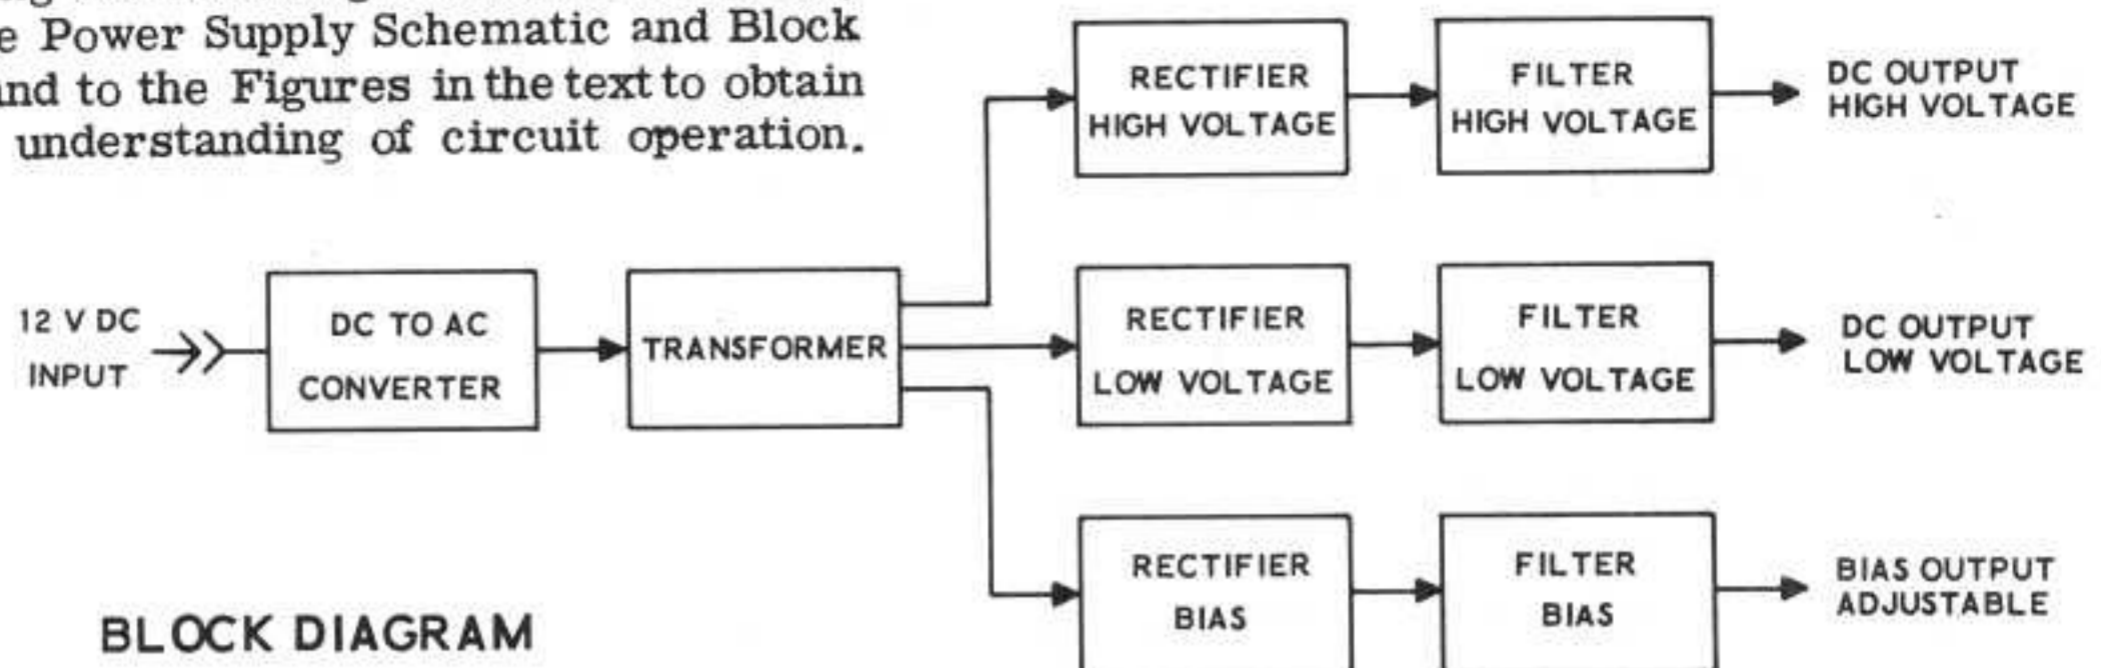 e Power Supply Schematic and Block
and to the Figures in the text to obtain
understanding of circuit operation.
RECTIFIER
HIGH VOLTAGE
FILTER
HIGH VOLTAGE
DC OUTPUT
HIGH VOLTAGE
12 V DC
INPUT
DC TO AC
CONVERTER
TRANSFORMER
RECTIFIER
LOW VOLTAGE
FILTER
LOW VOLTAGE
DC OUTPUT
LOW VOLTAGE
RECTIFIER
BIAS
FILTER
BIAS
BIAS OUTPUT
ADJUSTABLE
BLOCK DIAGRAM